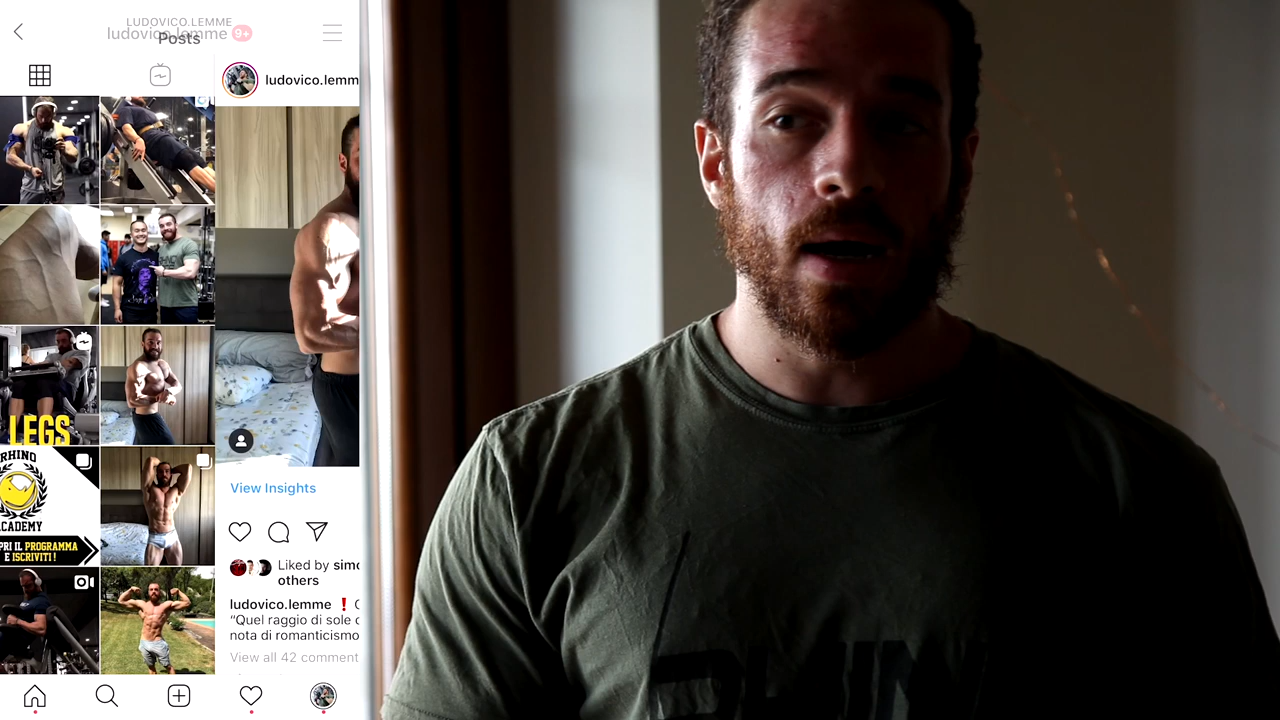 LUDOVICO.LEMME
ludovico.lemme 9+
Posts
ludovico.lemm
LEGS
RHINO
ACADEMY
PRI IL PROGRAMMA
E ISCRIVITI!
View Insights
Liked by simo
others
ludovico.lemme ❗
“Quel raggio di sole
nota di romanticismo
View all 42 comment